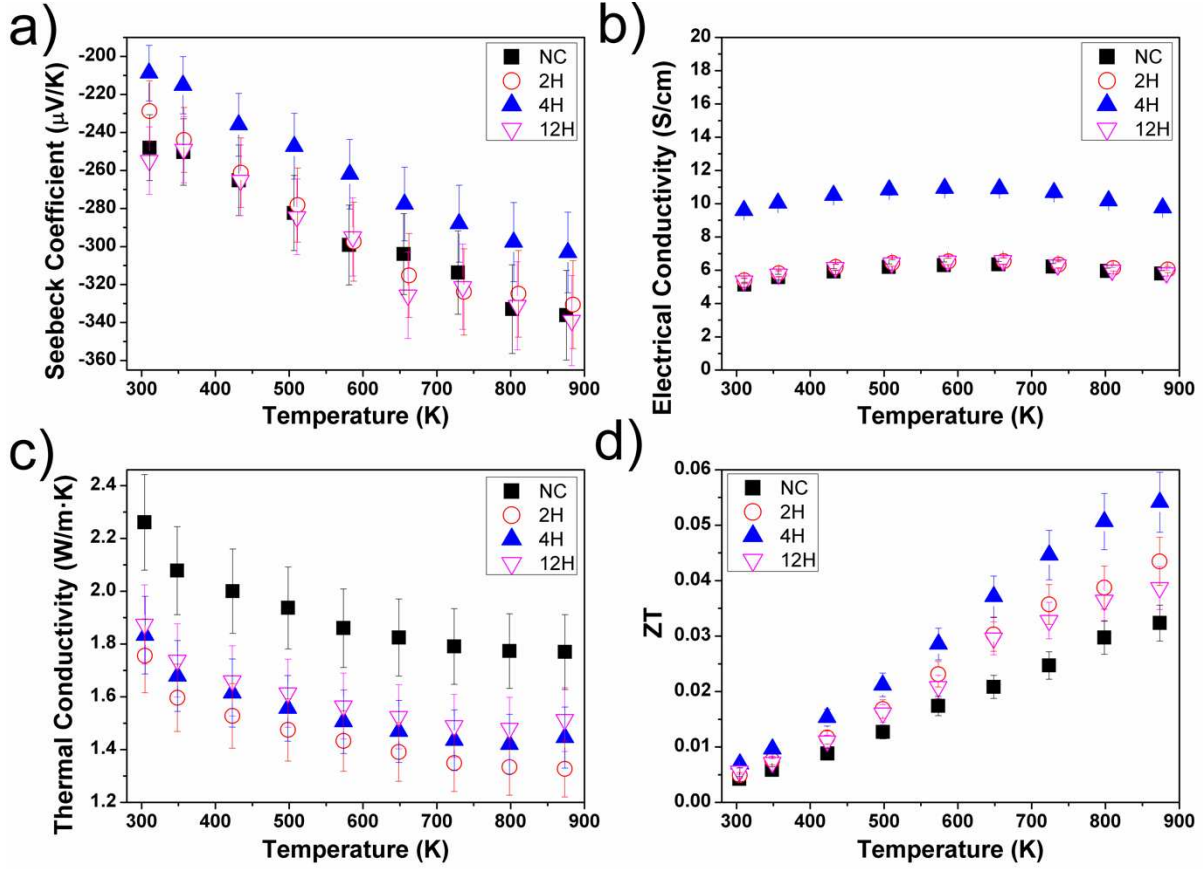 a)
Seebeck Coefficient (μV/K)
-200
-220
-240
-260
-280
-300
-320
-340
-360
NC
2H
4H
12H
300 400 500 600 700 800 900
Temperature (K)
b)
Electrical Conductivity (S/cm)
20
18
16
14
12
10
8
6
4
2
0
NC
2H
4H
12H
300 400 500 600 700 800 900
Temperature (K)
c)
Thermal Conductivity (W/m·K)
2.4
2.2
2.0
1.8
1.6
1.4
1.2
NC
2H
4H
12H
300 400 500 600 700 800 900
Temperature (K)
d)
ZT
0.06
0.05
0.04
0.03
0.02
0.01
0.00
NC
2H
4H
12H
300 400 500 600 700 800 900
Temperature (K)